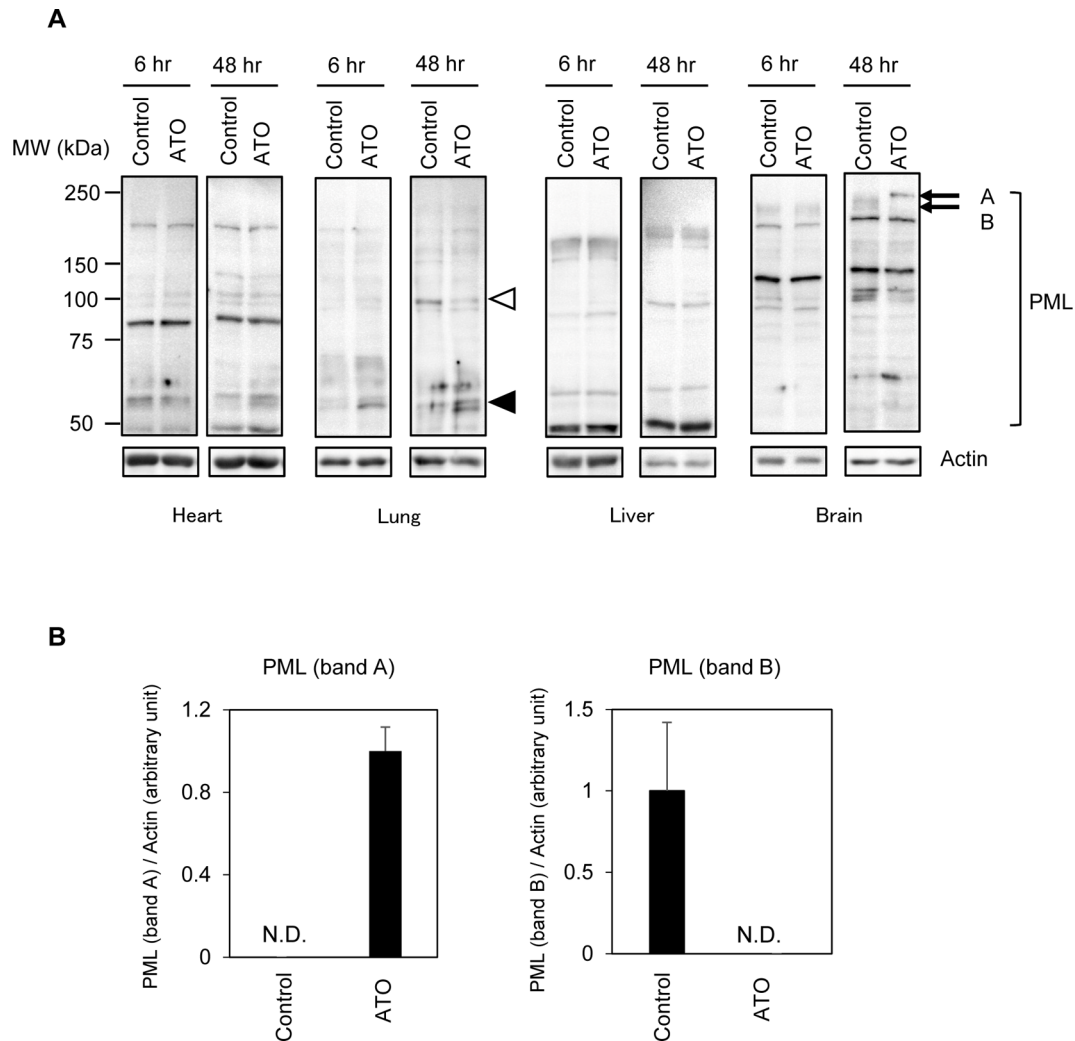 A
6 hr 48 hr 6 hr 48 hr 6 hr 48 hr 6 hr 48 hr
Control ATO Control ATO Control ATO Control ATO Control ATO Control ATO Control ATO Control ATO
MW (kDa)
250
150
100
75
50
A
B
PML
Actin
Heart Lung Liver Brain
B
PML (band A)
PML (band A) / Actin (arbitrary unit)
1.2
0.8
0.4
0
N.D.
Control ATO
PML (band B)
PML (band B) / Actin (arbitrary unit)
1.5
1
0.5
0
N.D.
Control ATO